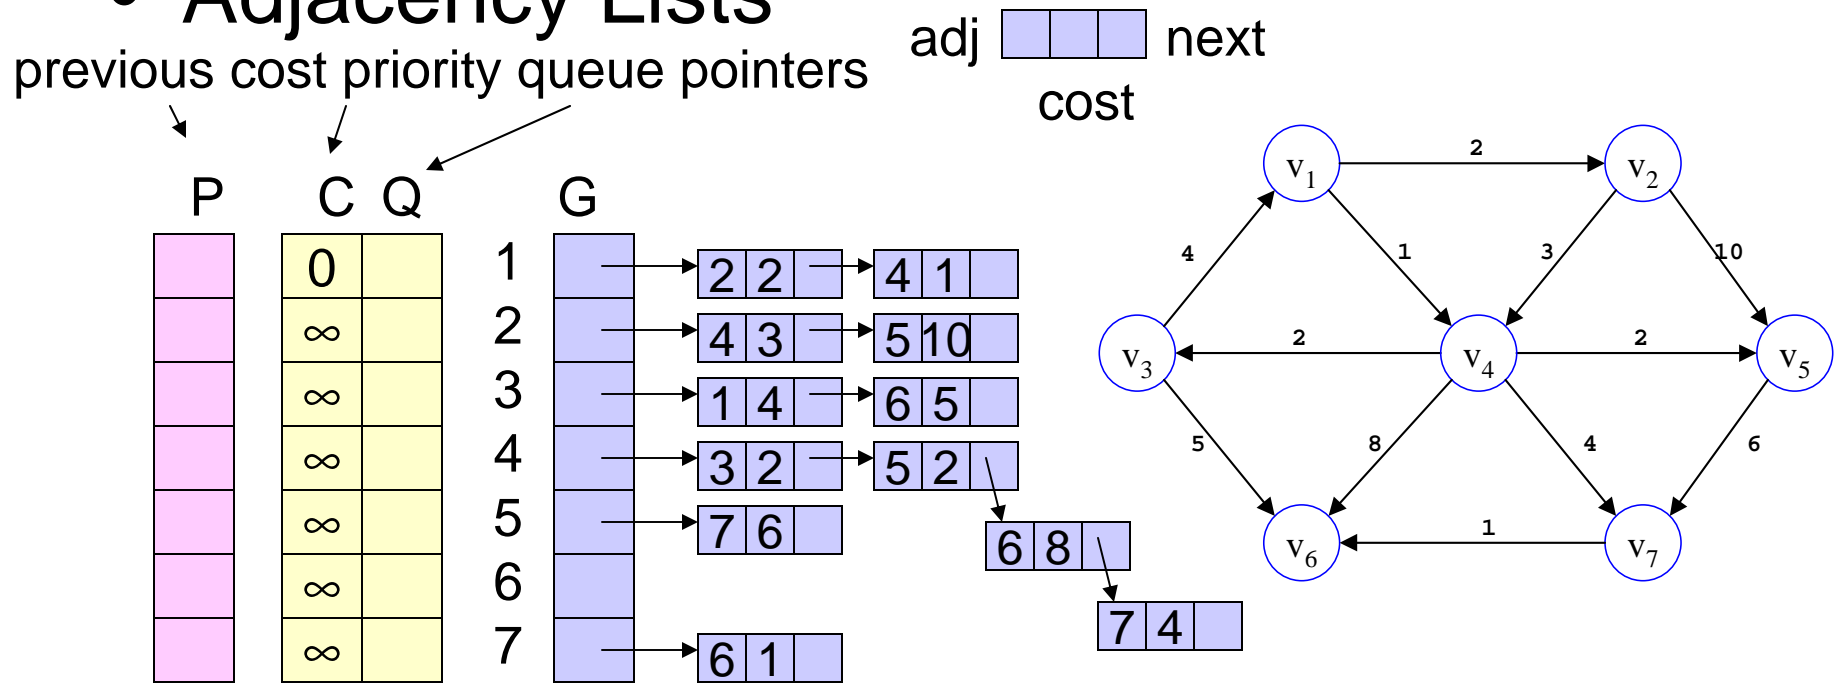 • Adjacency Lists
adj next
previous cost priority queue pointers
cost
P C Q G
1 0 2 2 4 1
2 ∞ 4 3 5 10
3 ∞ 1 4 6 5
4 ∞ 3 2 5 2
5 ∞ 7 6
6 8
6 ∞
7 4
7 ∞ 6 1
v1 2 v2
4 1 3 10
v3 2 v4 2 v5
5 8 4 6
v6 1 v7